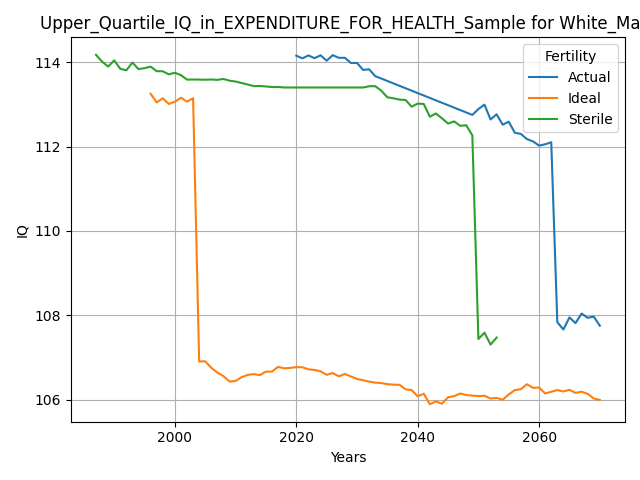 Upper_Quartile_IQ_in_EXPENDITURE_FOR_HEALTH_Sample for White_Ma
Fertility
Actual
Ideal
Sterile
114
112
110
108
106
IQ
2000
2020
2040
2060
Years